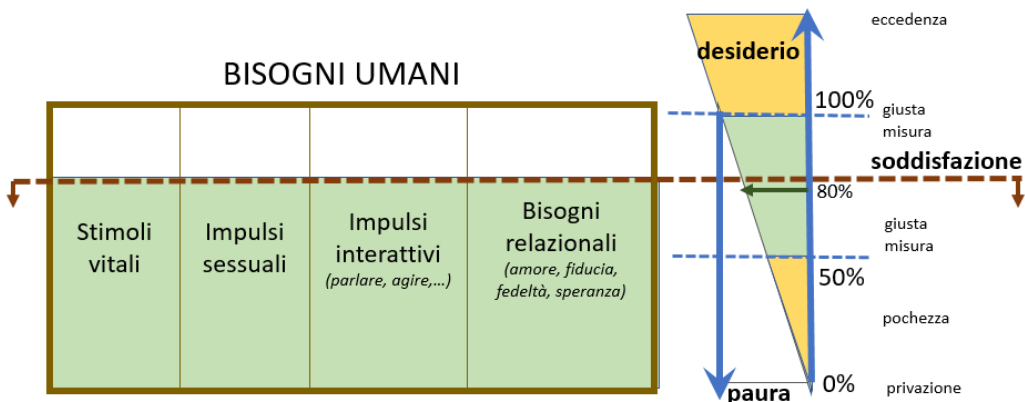 BISOGNI UMANI
Stimoli
vitali
Impulsi
sessuali
Impulsi
interattivi
(parlare, agire,...)
Bisogni
relazionali
(amore, fiducia,
fedeltà, speranza)
desiderio
eccedenza
100%
giusta
misura
soddisfazione
80%
giusta
misura
50%
pochezza
paura
0%
privazione